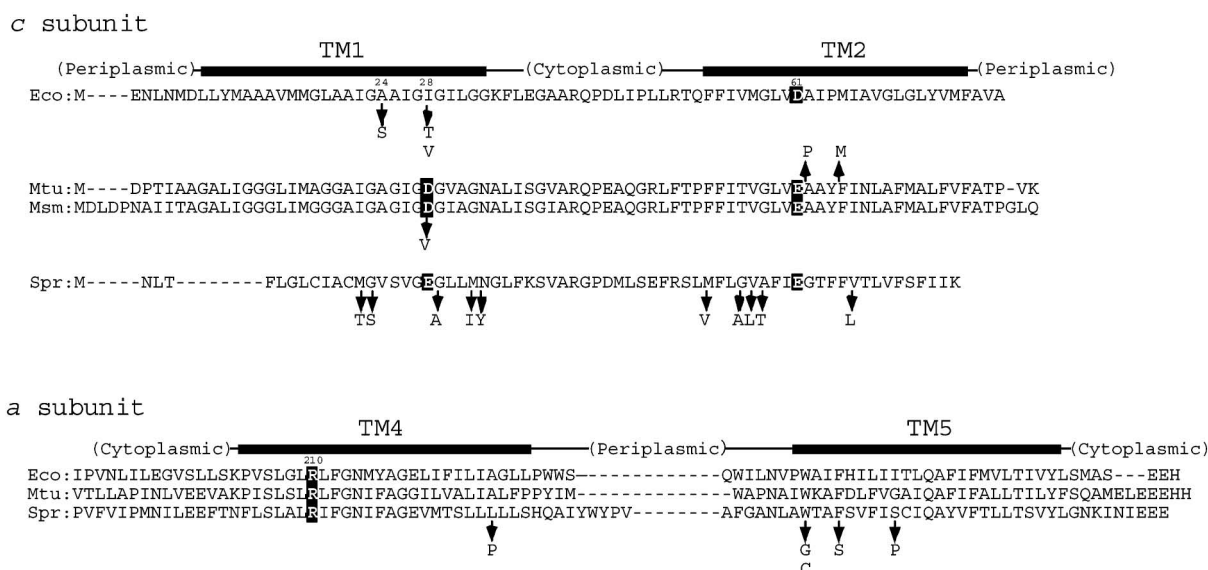 c subunit
TM1 TM2
(Periplasmic) (Cytoplasmic) (Periplasmic)
24 28 61
Eco:M----ENLNMDLLYMAAAVMMGLAAIGAAIGIGILGGKFLEGAARQPDLIPLLRTQFFIVMGLVDAIPMIAVGLGLYVMFAVA
S T
V
P M
Mtu:M----DPTIAAGALIGGGLIMAGGAIGAGIGDGVAGNALISGVARQPEAQGRLFTPFFITVGLVEAAYFINLAFMALFVFATP-VK
Msm:MDLDPNAIITAGALIGGGLIMGGGAIGAGIGDGIAGNALISGIARQPEAQGRLFTPFFITVGLVEAAYFINLAFMALFVFATPGLQ
V
Spr:M-----NLT--------FLGLCIACMGVSVGEGLLMNGLFKSVARGPDMLSEFRSLMFLGVAFIEGTFFVTLVFSFIIK
TS A IY V ALT L
a subunit
TM4 TM5
(Cytoplasmic) (Periplasmic) (Cytoplasmic)
210
Eco:IPVNLILEGVSLLSKPVSLGLRLFGNMYAGELIFILIAGLLPWWS--------------QWILNVPWAIFHILIITLQAFIFMVLTIVYLSMAS---EEH
Mtu:VTLLAPINLVEEVAKPISLSLRLFGNIFAGGILVALIALFPPYIM--------------WAPNAIWKAFDLFVGAIQAFIFALLTILYFSQAMELEEEHH
Spr:PVFVIPMNILEEFTNFLSLALRIFGNIFAGEVMTSLLLLLSHQAIYWYPV--------AFGANLAWTAFSVFISCIQAYVFTLLTSVYLGNKINIEEE
P G S P
C